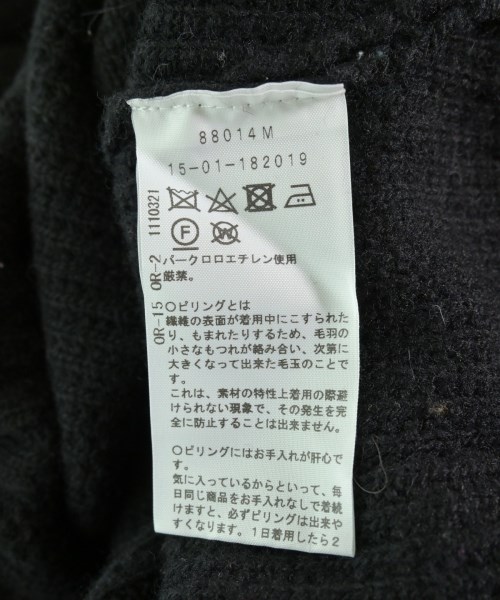 88014M
15-01-182019
F
W
パークロロエチレン使用
厳禁。
○ピリングとは
繊維の表面が着用中にこすられた
り、もまれたりするため、毛羽の
小さなもつれが絡み合い、次第に
大きくなって出来た毛玉のことで
す。
これは、素材の特性上着用の際避
けられない現象で、その発生を完
全に防止することは出来ません。
○ピリングにはお手入れが肝心で
す。
気に入っているからといって、毎
日同じ商品をお手入れなしで着続
けますと、必ずピリングは出来や
すくなります。1日着用したら2
OR-15 OR-2 1110321